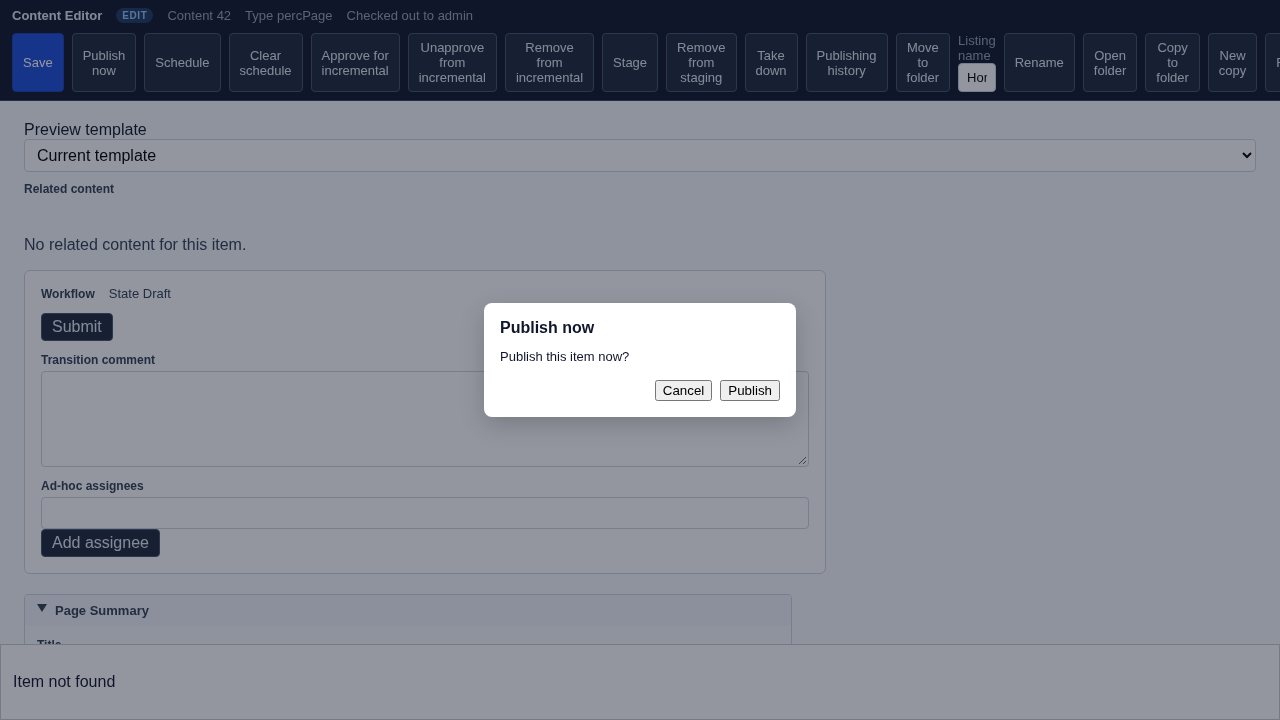 Content Editor EDIT Content 42 Type percPage Checked out to admin
Save
Publish
now
Schedule
Clear
schedule
Approve for
incremental
Unapprove
from
incremental
Remove
from
incremental
Stage
Remove
from
staging
Take
down
Publishing
history
Move
to
folder
Listing
name
Hor
Rename
Open
folder
Copy
to
folder
New
copy
Preview template
Current template
Related content
No related content for this item.
Workflow State Draft
Submit
Transition comment
Ad-hoc assignees
Add assignee
Page Summary
Title
Publish now
Publish this item now?
Cancel Publish
Item not found